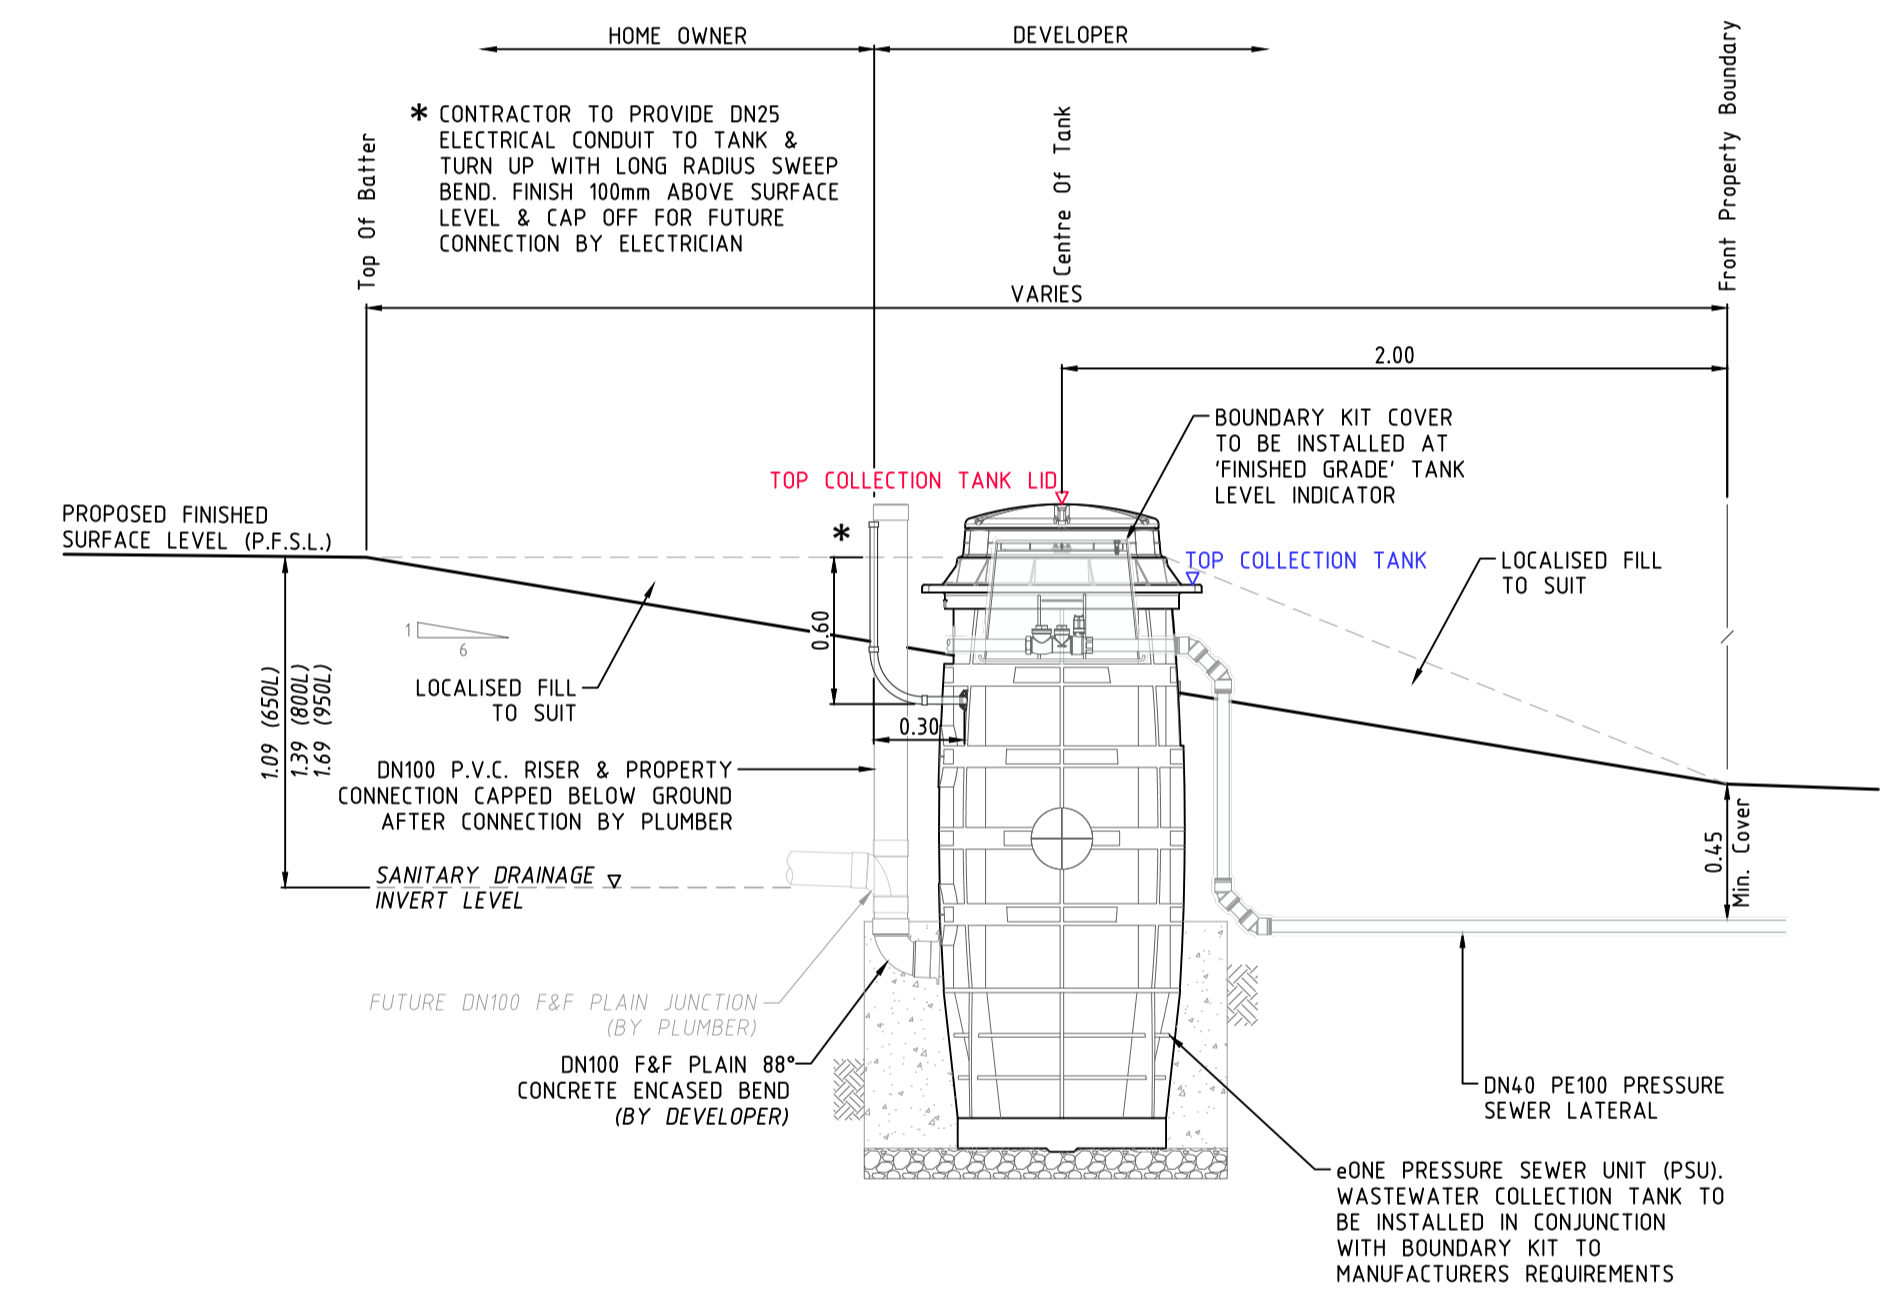 HOME OWNER
DEVELOPER
* CONTRACTOR TO PROVIDE DN25
ELECTRICAL CONDUIT TO TANK &
TURN UP WITH LONG RADIUS SWEEP
BEND. FINISH 100mm ABOVE SURFACE
LEVEL & CAP OFF FOR FUTURE
CONNECTION BY ELECTRICIAN
Top Of Batter
Centre Of Tank
Front Property Boundary
VARIES
2.00
BOUNDARY KIT COVER
TO BE INSTALLED AT
'FINISHED GRADE' TANK
LEVEL INDICATOR
TOP COLLECTION TANK LID
PROPOSED FINISHED
SURFACE LEVEL (P.F.S.L.)
*
TOP COLLECTION TANK
LOCALISED FILL
TO SUIT
0.60
1
6
LOCALISED FILL
TO SUIT
1.09 (650L)
1.39 (800L)
1.69 (950L)
0.30
DN100 P.V.C. RISER & PROPERTY
CONNECTION CAPPED BELOW GROUND
AFTER CONNECTION BY PLUMBER
0.45
Min. Cover
SANITARY DRAINAGE
INVERT LEVEL
FUTURE DN100 F&F PLAIN JUNCTION
(BY PLUMBER)
DN100 F&F PLAIN 88°
CONCRETE ENCASED BEND
(BY DEVELOPER)
DN40 PE100 PRESSURE
SEWER LATERAL
eONE PRESSURE SEWER UNIT (PSU).
WASTEWATER COLLECTION TANK TO
BE INSTALLED IN CONJUNCTION
WITH BOUNDARY KIT TO
MANUFACTURERS REQUIREMENTS